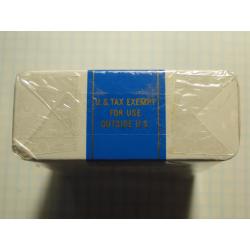 U.S TAX EXEMPT
FOR USE
OUTSIDE U.S.